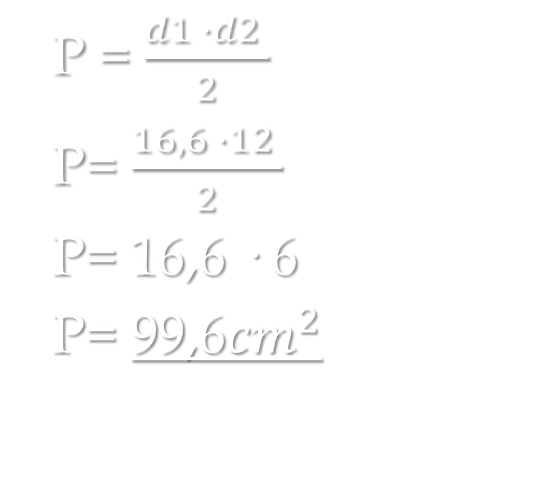 P = d1 ·d2 / 2
P= 16,6 ·12 / 2
P= 16,6 · 6
P= 99,6cm²